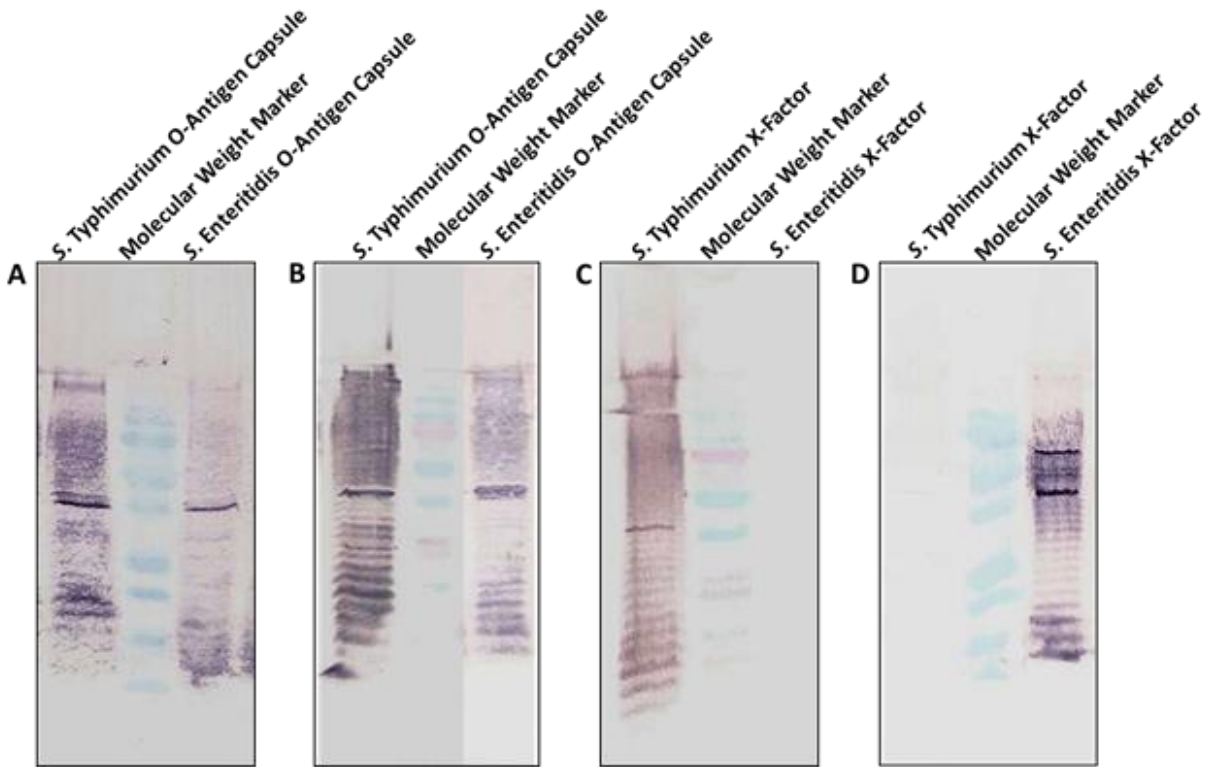 S. Typhimurium O-Antigen Capsule
Molecular Weight Marker
S. Enteritidis O-Antigen Capsule
S. Typhimurium O-Antigen Capsule
Molecular Weight Marker
S. Enteritidis O-Antigen Capsule
S. Typhimurium X-Factor
Molecular Weight Marker
S. Enteritidis X-Factor
S. Typhimurium X-Factor
Molecular Weight Marker
S. Enteritidis X-Factor
A
B
C
D